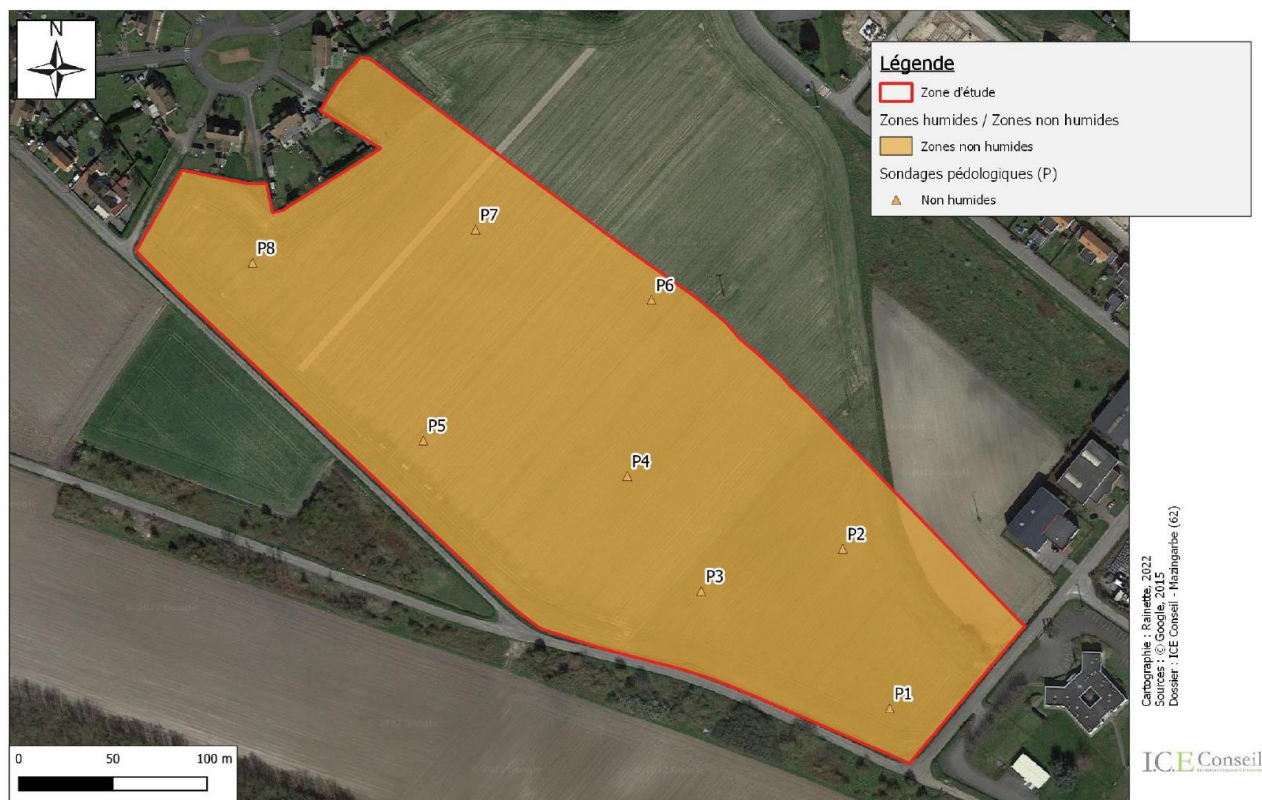 N
Légende
Zone d'étude
Zones humides / Zones non humides
Zones non humides
Sondages pédologiques (P)
Non humides
P7
P8
P6
P5
P4
P2
P3
P1
0 50 100 m
Cartographie : Rainette, 2022
Sources : © Google, 2015
Dossier : ICE Conseil - Mazingarbe (62)
I.C.E Conseil